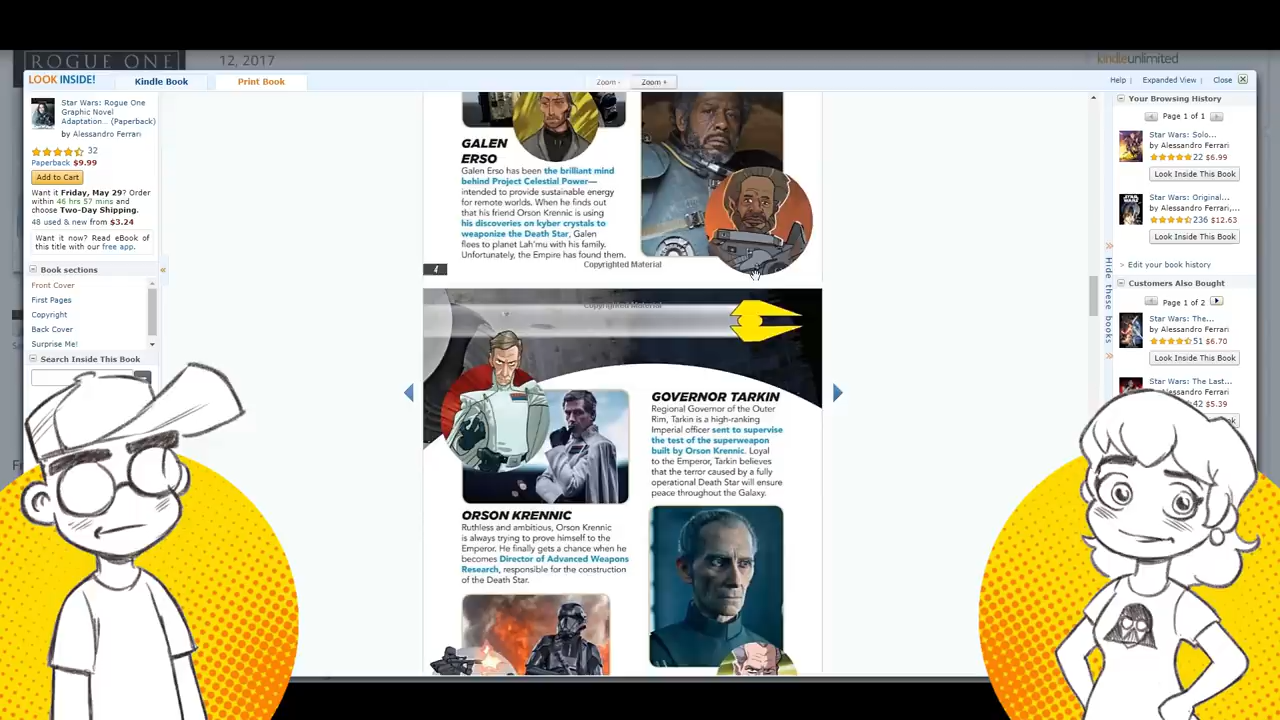 ROGUE ONE
12, 2017
kindleunlimited
LOOK INSIDE!
Kindle Book
Print Book
Zoom -
Zoom +
Help |
Expanded View |
Close
Star Wars: Rogue One
Graphic Novel
Adaptation... (Paperback)
by Alessandro Ferrari
32
Paperback $9.99
Add to Cart
Want it Friday, May 29? Order
within 46 hrs 57 mins and
choose Two-Day Shipping.
48 used & new from $3.24
Want it now? Read eBook of
this title with our free app.
Book sections
Front Cover
First Pages
Copyright
Back Cover
Surprise Me!
Search Inside This Book
GALEN
ERSO
Galen Erso has been the brilliant mind
behind Project Celestial Power—
intended to provide sustainable energy
for remote worlds. When he finds out
that his friend Orson Krennic is using
his discoveries on kyber crystals to
weaponize the Death Star, Galen
flees to planet Lah'mu with his family.
Unfortunately, the Empire has found them.
4
Copyrighted Material
Copyrighted Material
ORSON KRENNIC
Ruthless and ambitious, Orson Krennic
is always trying to prove himself to the
Emperor. He finally gets a chance when he
becomes Director of Advanced Weapons
Research, responsible for the construction
of the Death Star.
GOVERNOR TARKIN
Regional Governor of the Outer
Rim, Tarkin is a high-ranking
Imperial officer sent to supervise
the test of the superweapon
built by Orson Krennic. Loyal
to the Emperor, Tarkin believes
that the terror caused by a fully
operational Death Star will ensure
peace throughout the Galaxy.
Hide these books
Your Browsing History
Page 1 of 1
Star Wars: Solo...
by Alessandro Ferrari
22 $6.99
Look Inside This Book
Star Wars: Original...
by Alessandro Ferrari,...
236 $12.63
Look Inside This Book
> Edit your book history
Customers Also Bought
Page 1 of 2
Star Wars: The...
by Alessandro Ferrari
51 $6.70
Look Inside This Book
Star Wars: The Last...
by Alessandro Ferrari
42 $5.39